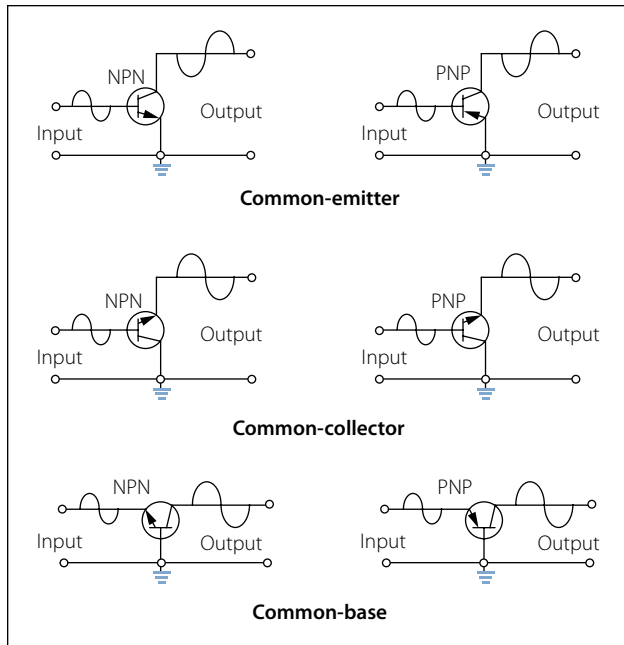 NPN PNP
Input Output Input Output
Common-emitter
NPN PNP
Input Output Input Output
Common-collector
NPN PNP
Input Output Input Output
Common-base